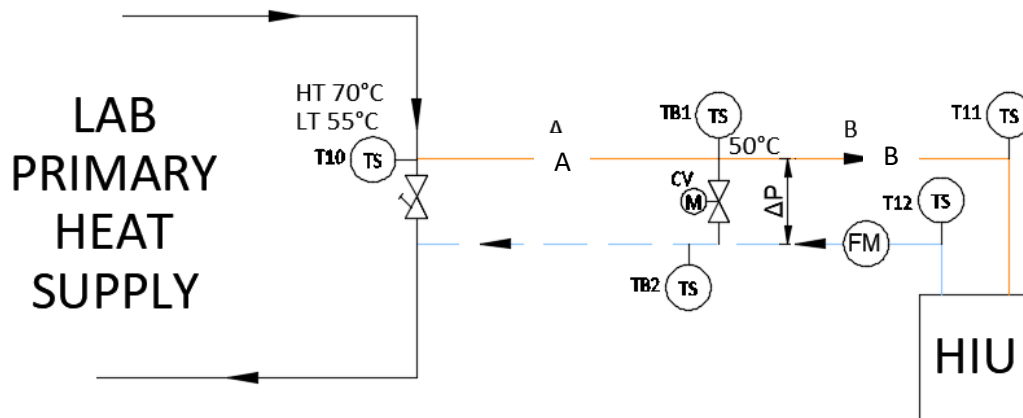 LAB
PRIMARY
HEAT
SUPPLY
HT 70°C
LT 55°C
T10
TS
A
A
TB1
TS
50°C
CV
M
ΔP
TB2
TS
B
B
FM
T11
TS
T12
TS
HIU